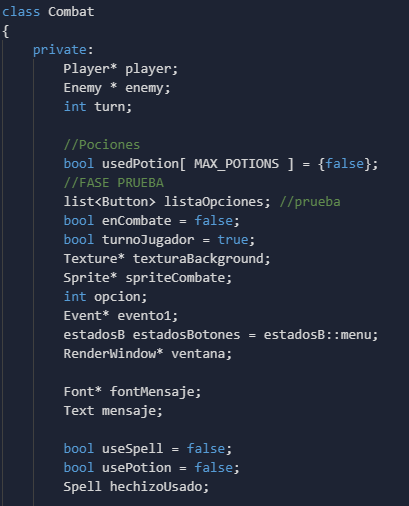 class Combat
{
    private:
        Player* player;
        Enemy * enemy;
        int turn;

        //Pociones
        bool usedPotion[ MAX_POTIONS ] = {false};
        //FASE PRUEBA
        list<Button> listaOpciones; //prueba
        bool enCombate = false;
        bool turnoJugador = true;
        Texture* texturaBackground;
        Sprite* spriteCombate;
        int opcion;
        Event* evento1;
        estadosB estadosBotones = estadosB::menu;
        RenderWindow* ventana;

        Font* fontMensaje;
        Text mensaje;

        bool useSpell = false;
        bool usePotion = false;
        Spell hechizoUsado;